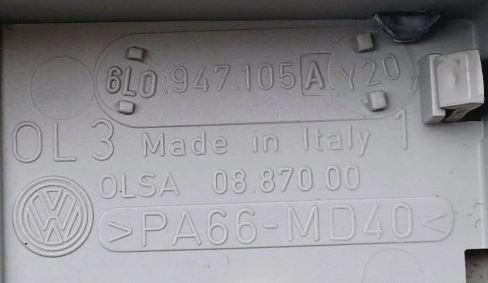 6L0.947.105 A Y20
OL 3 Made in Italy 1
OLSA 08.870.00
>PA66-MD40<